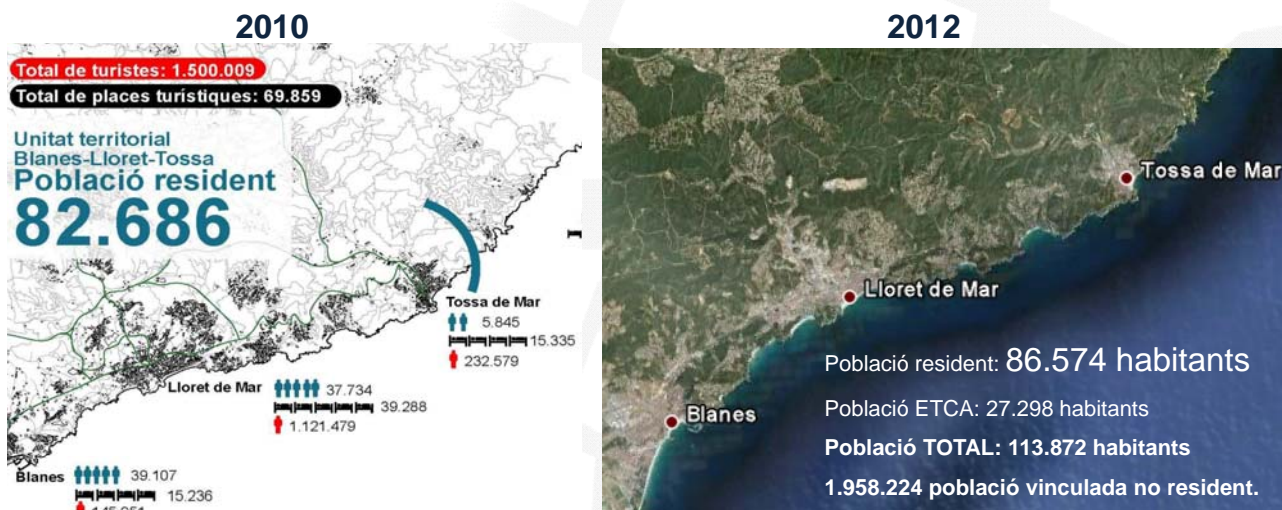 2010
Total de turistes: 1.500.009
Total de places turístiques: 69.859
Unitat territorial
Blanes-Lloret-Tossa
Població resident
82.686
Tossa de Mar
5.845
15.335
232.579
Lloret de Mar
37.734
39.288
1.121.479
Blanes
39.107
15.236
2012
Tossa de Mar
Lloret de Mar
Blanes
Població resident: 86.574 habitants
Població ETCA: 27.298 habitants
Població TOTAL: 113.872 habitants
1.958.224 població vinculada no resident.